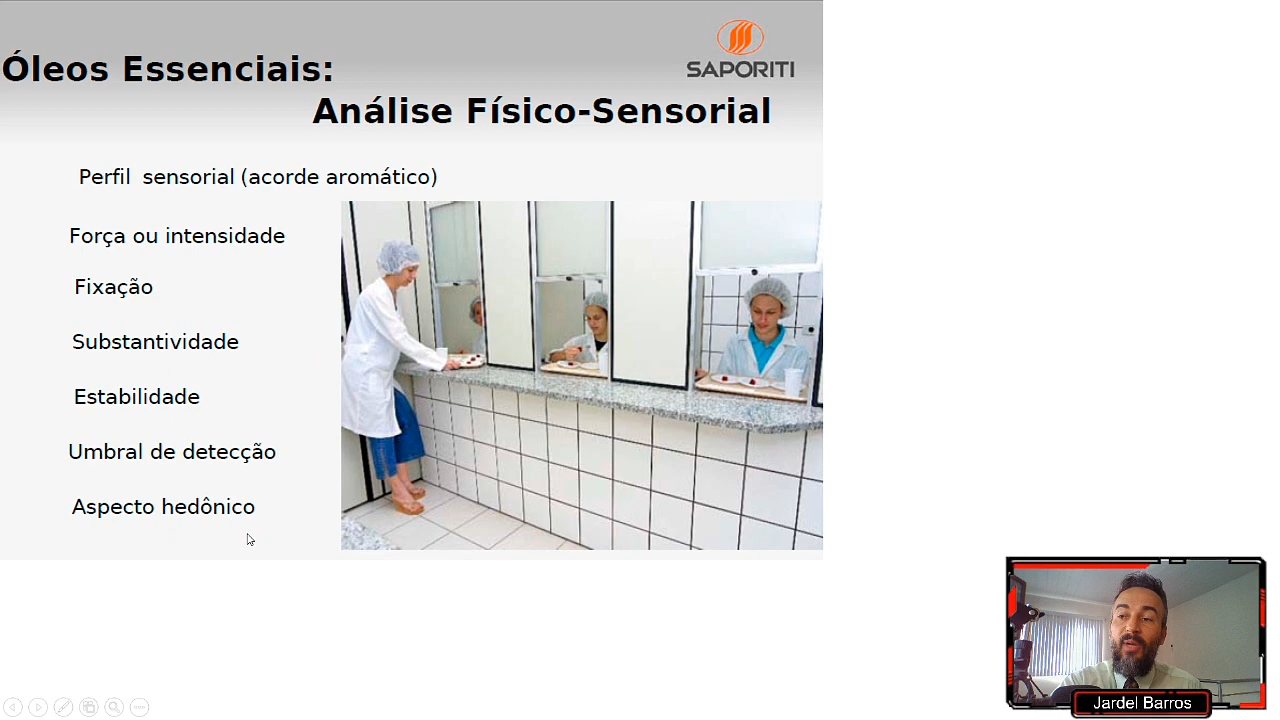 Óleos Essenciais:
SAPORITI
Análise Físico-Sensorial
Perfil sensorial (acorde aromático)
Força ou intensidade
Fixação
Substantividade
Estabilidade
Umbral de detecção
Aspecto hedônico
Jardel Barros